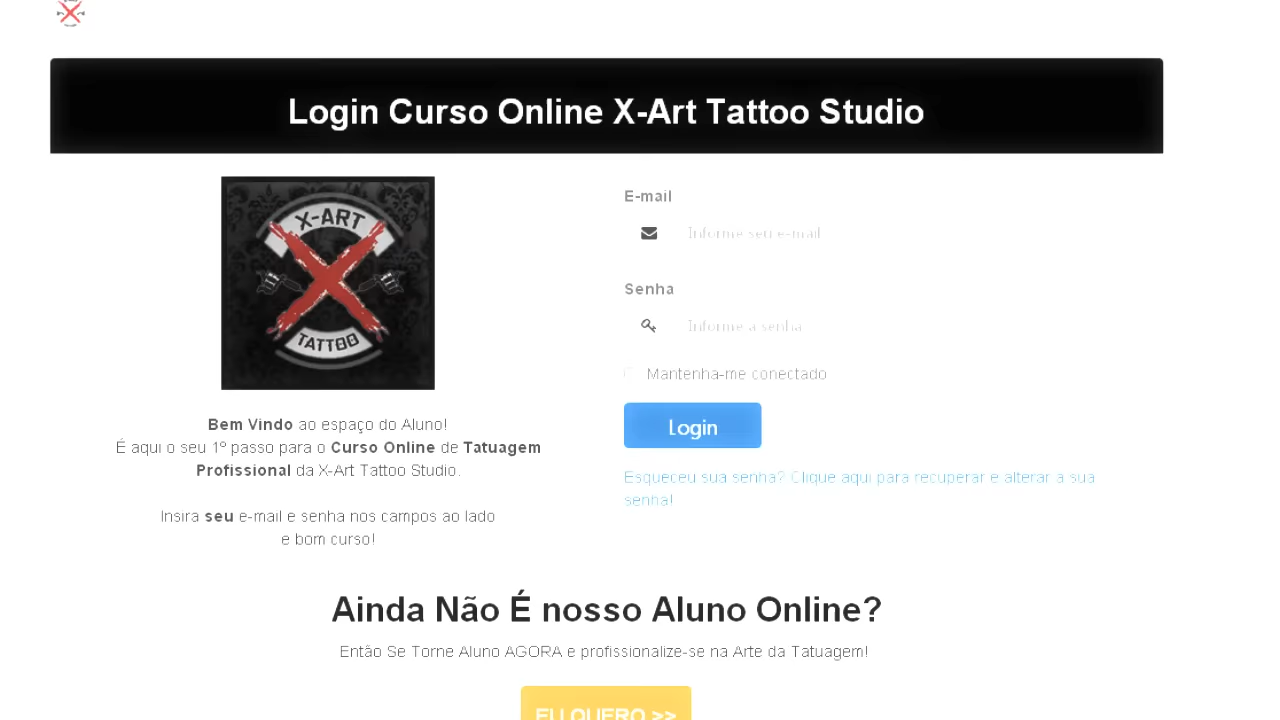 Login Curso Online X-Art Tattoo Studio
X-ART
TATTOO
Bem Vindo ao espaço do Aluno!
É aqui o seu 1º passo para o Curso Online de Tatuagem
Profissional da X-Art Tattoo Studio.
Insira seu e-mail e senha nos campos ao lado
e bom curso!
E-mail
Informe seu e-mail
Senha
Informe a senha
Mantenha-me conectado
Login
Esqueceu sua senha? Clique aqui para recuperar e alterar a sua
senha!
Ainda Não É nosso Aluno Online?
Então Se Torne Aluno AGORA e profissionalize-se na Arte da Tatuagem!
EU QUERO >>